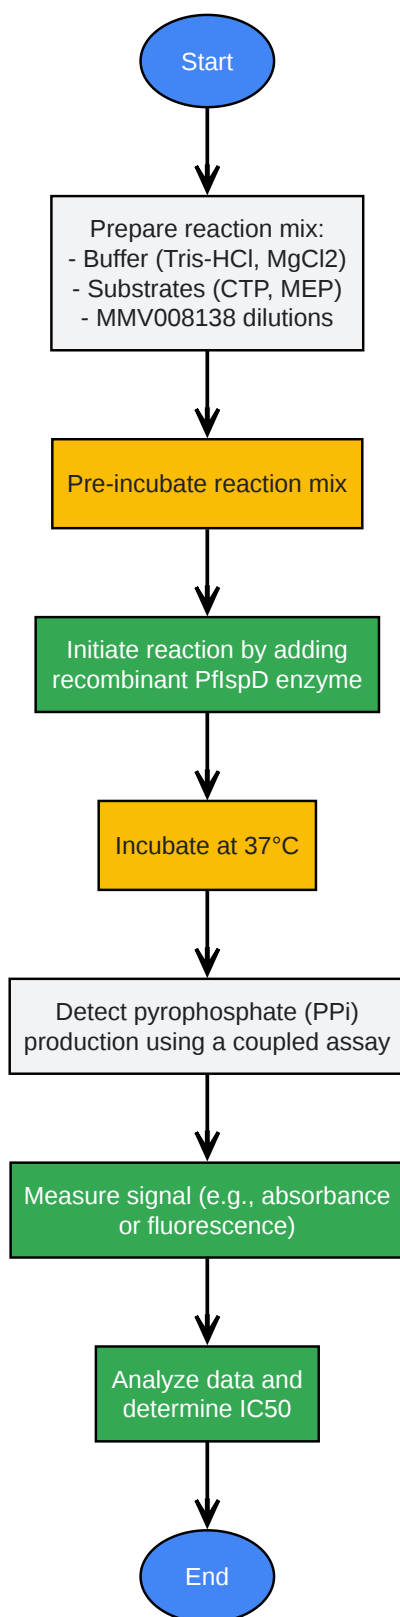 Start
Prepare reaction mix:
- Buffer (Tris-HCl, MgCl2)
- Substrates (CTP, MEP)
- MMV008138 dilutions
Pre-incubate reaction mix
Initiate reaction by adding
recombinant PfIspD enzyme
Incubate at 37°C
Detect pyrophosphate (PPi)
production using a coupled assay
Measure signal (e.g., absorbance
or fluorescence)
Analyze data and
determine IC50
End